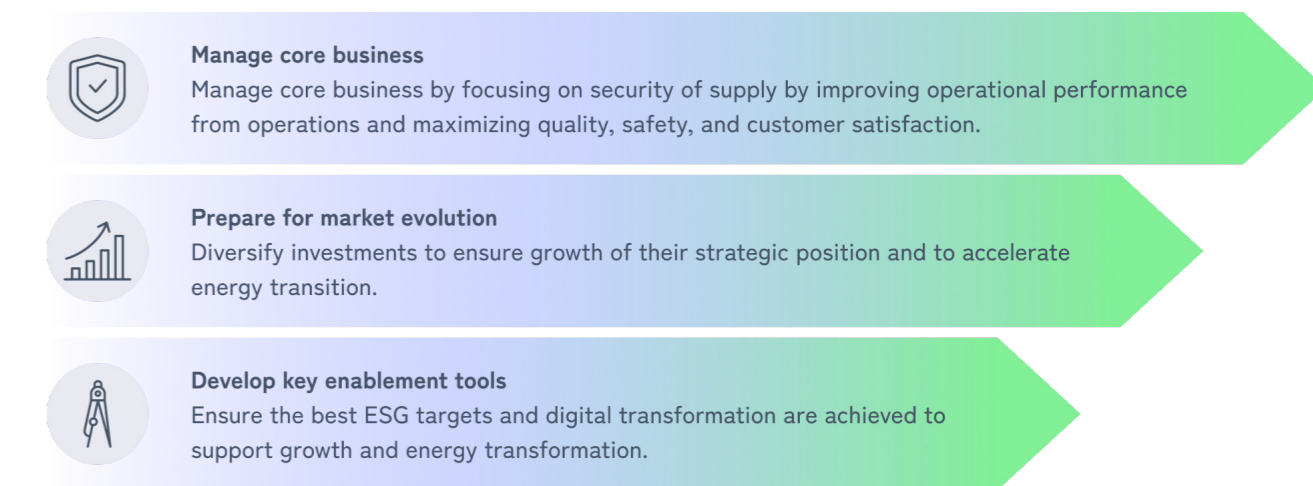 Manage core business
Manage core business by focusing on security of supply by improving operational performance
from operations and maximizing quality, safety, and customer satisfaction.
Prepare for market evolution
Diversify investments to ensure growth of their strategic position and to accelerate
energy transition.
Develop key enablement tools
Ensure the best ESG targets and digital transformation are achieved to
support growth and energy transformation.